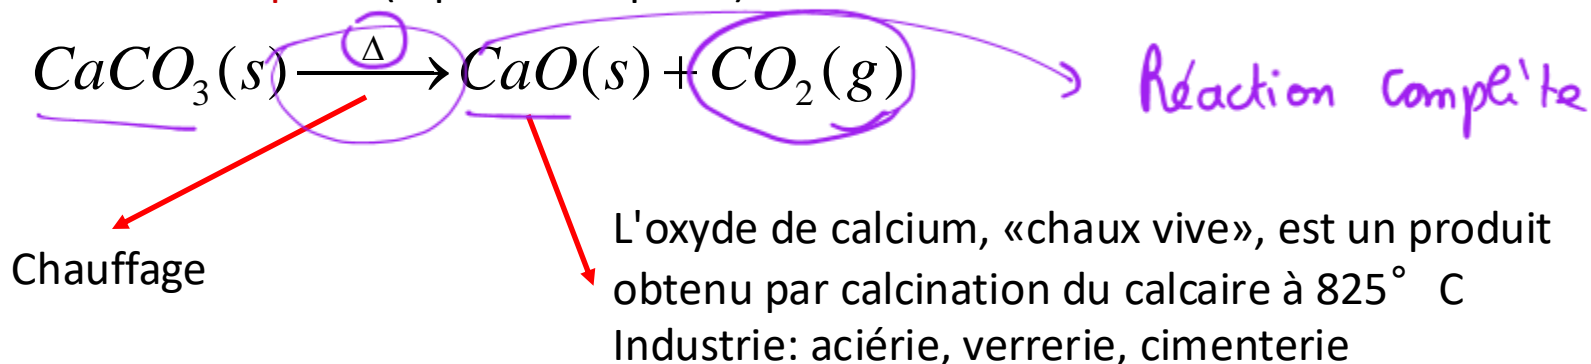 CaCO₃(s) —Δ→ CaO(s) + CO₂(g)
Réaction complète
Chauffage
L'oxyde de calcium, «chaux vive», est un produit
obtenu par calcination du calcaire à 825° C
Industrie: aciérie, verrerie, cimenterie